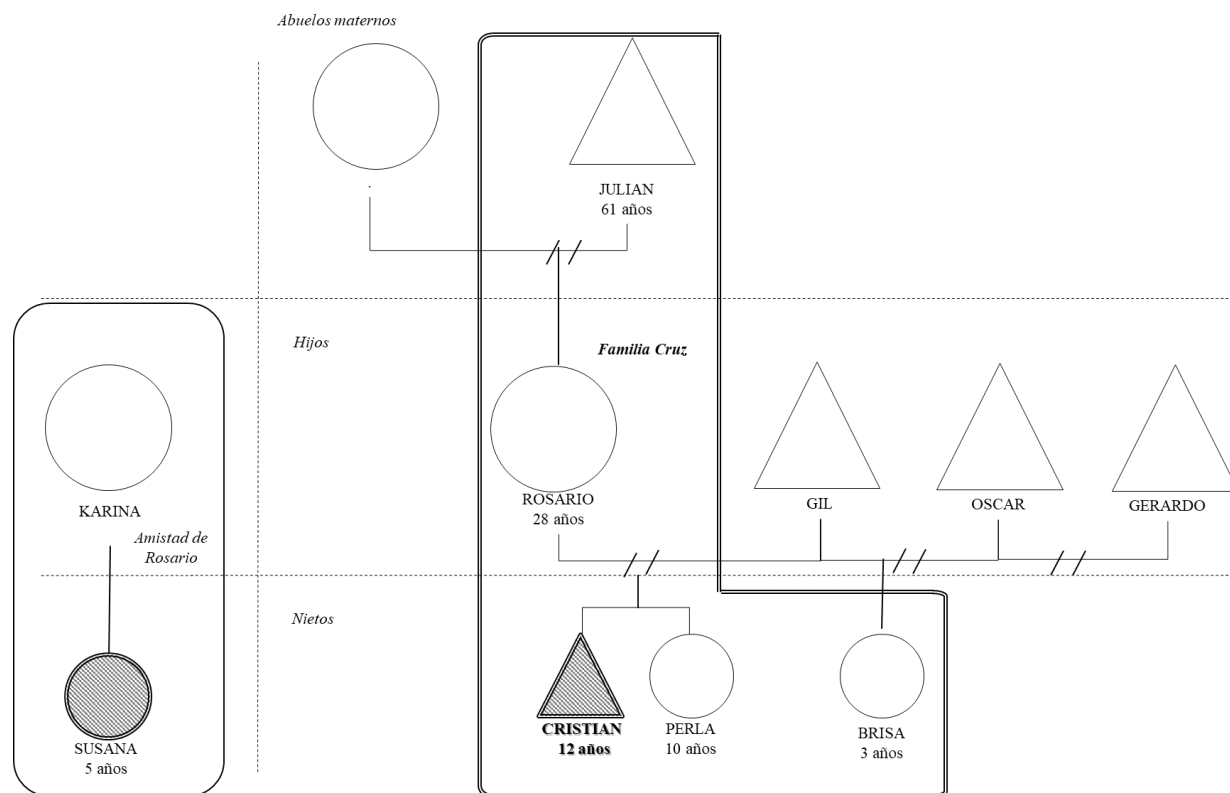 Abuelos maternos
.
JULIAN
61 años
Hijos
Familia Cruz
KARINA
Amistad de
Rosario
ROSARIO
28 años
GIL
OSCAR
GERARDO
Nietos
SUSANA
5 años
CRISTIAN
12 años
PERLA
10 años
BRISA
3 años